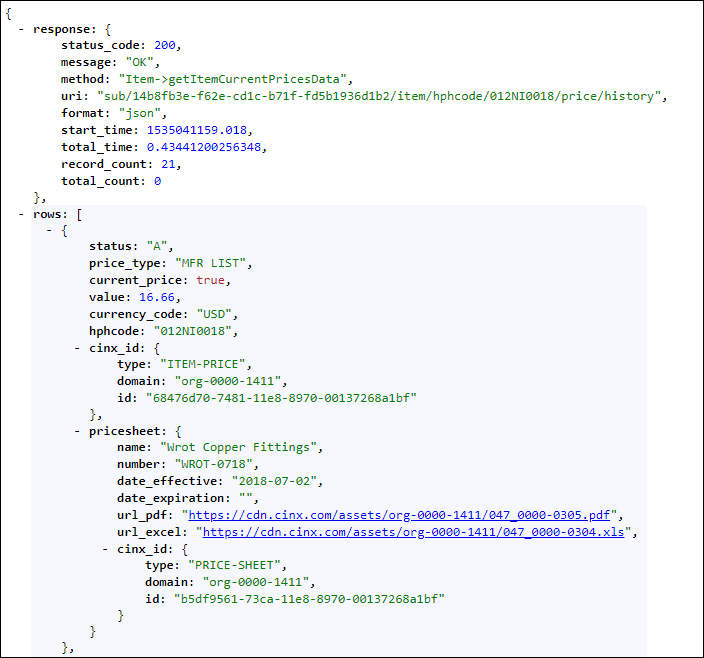 {
- response: {
status_code: 200,
message: "OK",
method: "Item->getItemCurrentPricesData",
uri: "sub/14b8fb3e-f62e-cd1c-b71f-fd5b1936d1b2/item/hphcode/012NI0018/price/history",
format: "json",
start_time: 1535041159.018,
total_time: 0.43441200256348,
record_count: 21,
total_count: 0
},
- rows: [
- {
status: "A",
price_type: "MFR LIST",
current_price: true,
value: 16.66,
currency_code: "USD",
hphcode: "012NI0018",
- cinx_id: {
type: "ITEM-PRICE",
domain: "org-0000-1411",
id: "68476d70-7481-11e8-8970-00137268a1bf"
},
- pricesheet: {
name: "Wrot Copper Fittings",
number: "WROT-0718",
date_effective: "2018-07-02",
date_expiration: "",
url_pdf: "https://cdn.cinx.com/assets/org-0000-1411/047_0000-0305.pdf",
url_excel: "https://cdn.cinx.com/assets/org-0000-1411/047_0000-0304.xls",
- cinx_id: {
type: "PRICE-SHEET",
domain: "org-0000-1411",
id: "b5df9561-73ca-11e8-8970-00137268a1bf"
}
}
},